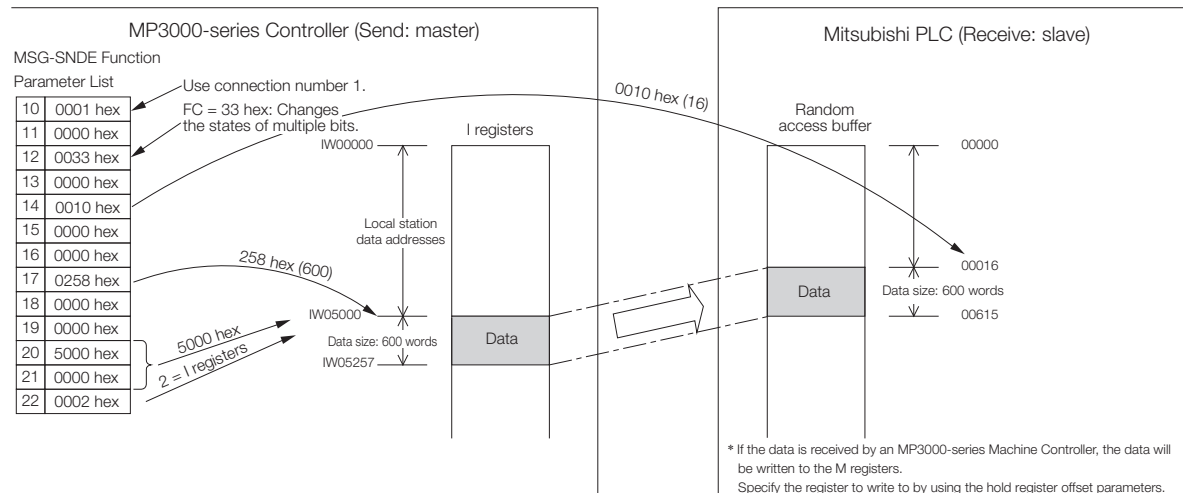 MP3000-series Controller (Send: master)
MSG-SNDE Function
Parameter List
10 0001 hex
11 0000 hex
12 0033 hex
13 0000 hex
14 0010 hex
15 0000 hex
16 0000 hex
17 0258 hex
18 0000 hex
19 0000 hex
20 5000 hex
21 0000 hex
22 0002 hex
Use connection number 1.
FC = 33 hex: Changes
the states of multiple bits.
258 hex (600)
5000 hex
2 = I registers
I registers
IW00000
Local station
data addresses
IW05000
Data size: 600 words
IW05257
Data
0010 hex (16)
Mitsubishi PLC (Receive: slave)
Random
access buffer
00000
00016
Data size: 600 words
00615
Data
* If the data is received by an MP3000-series Machine Controller, the data will
be written to the M registers.
Specify the register to write to by using the hold register offset parameters.